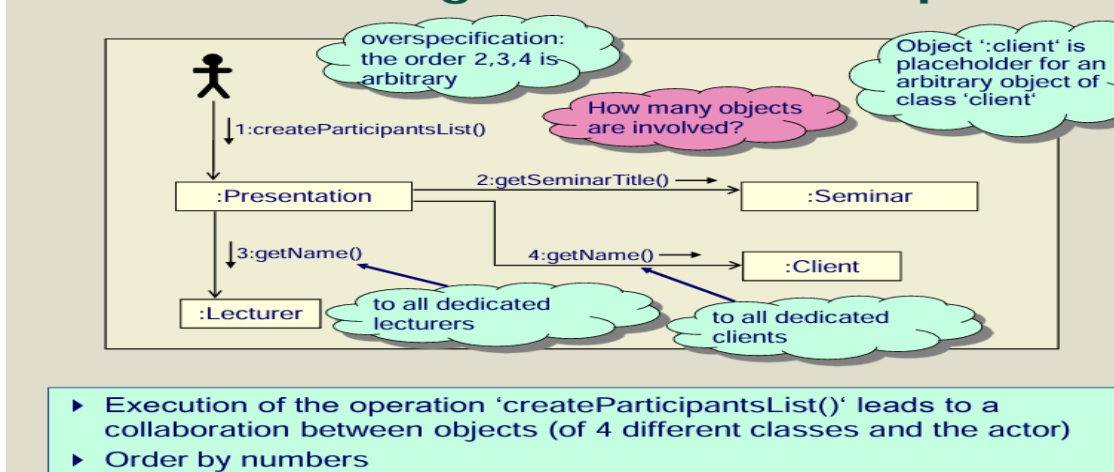 overspecification:
the order 2,3,4 is
arbitrary
Object ‘:client‘ is
placeholder for an
arbitrary object of
class ‘client‘
How many objects
are involved?
1:createParticipantsList()
2:getSeminarTitle()
:Presentation
:Seminar
3:getName()
4:getName()
:Client
:Lecturer
to all dedicated
lecturers
to all dedicated
clients
Execution of the operation ‘createParticipantsList()‘ leads to a
collaboration between objects (of 4 different classes and the actor)
Order by numbers